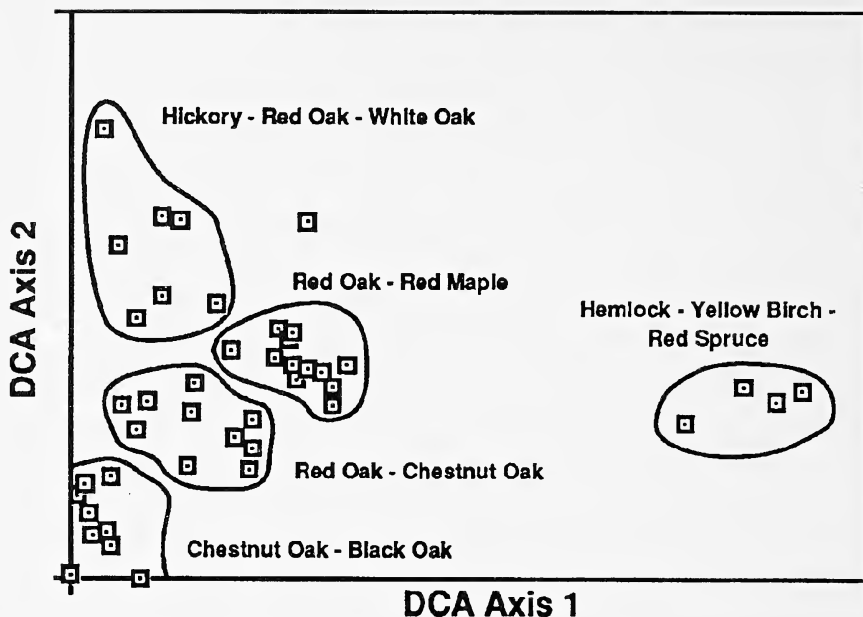 Hickory - Red Oak - White Oak
Red Oak - Red Maple
Hemlock - Yellow Birch -
Red Spruce
Red Oak - Chestnut Oak
Chestnut Oak - Black Oak
DCA Axis 2
DCA Axis 1